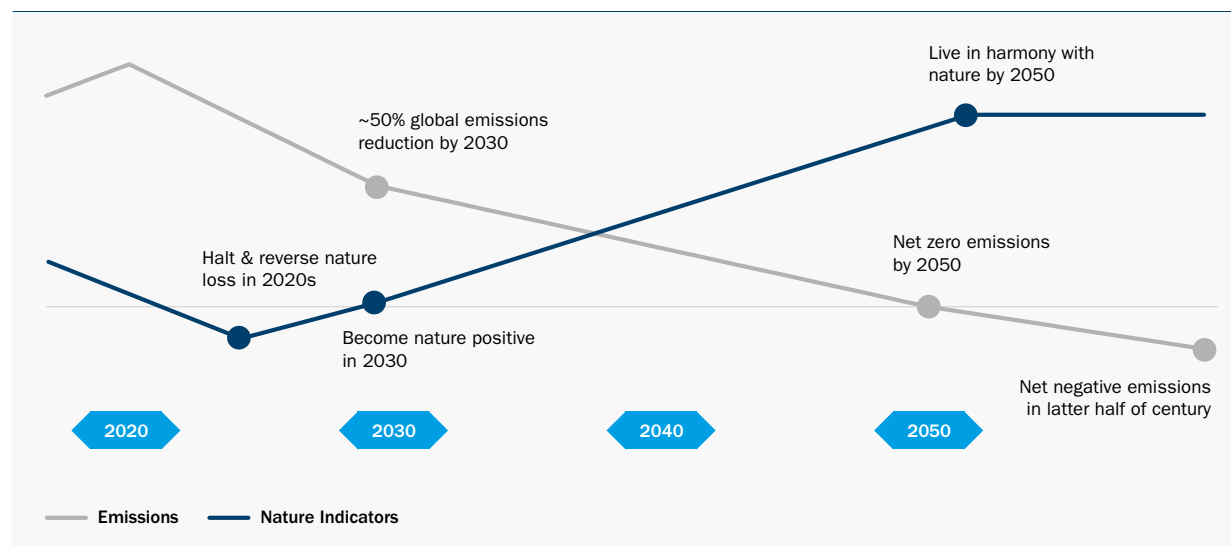 Live in harmony with
nature by 2050
~50% global emissions
reduction by 2030
Net zero emissions
by 2050
Halt & reverse nature
loss in 2020s
Become nature positive
in 2030
Net negative emissions
in latter half of century
2020
2030
2040
2050
Emissions
Nature Indicators